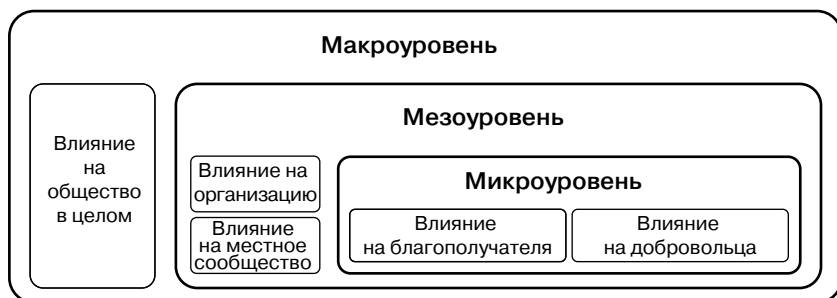 Макроуровень
Влияние
на
общество
в целом
Мезоуровень
Влияние на
организацию
Влияние
на местное
сообщество
Микроуровень
Влияние
на благополучателя
Влияние
на добровольца